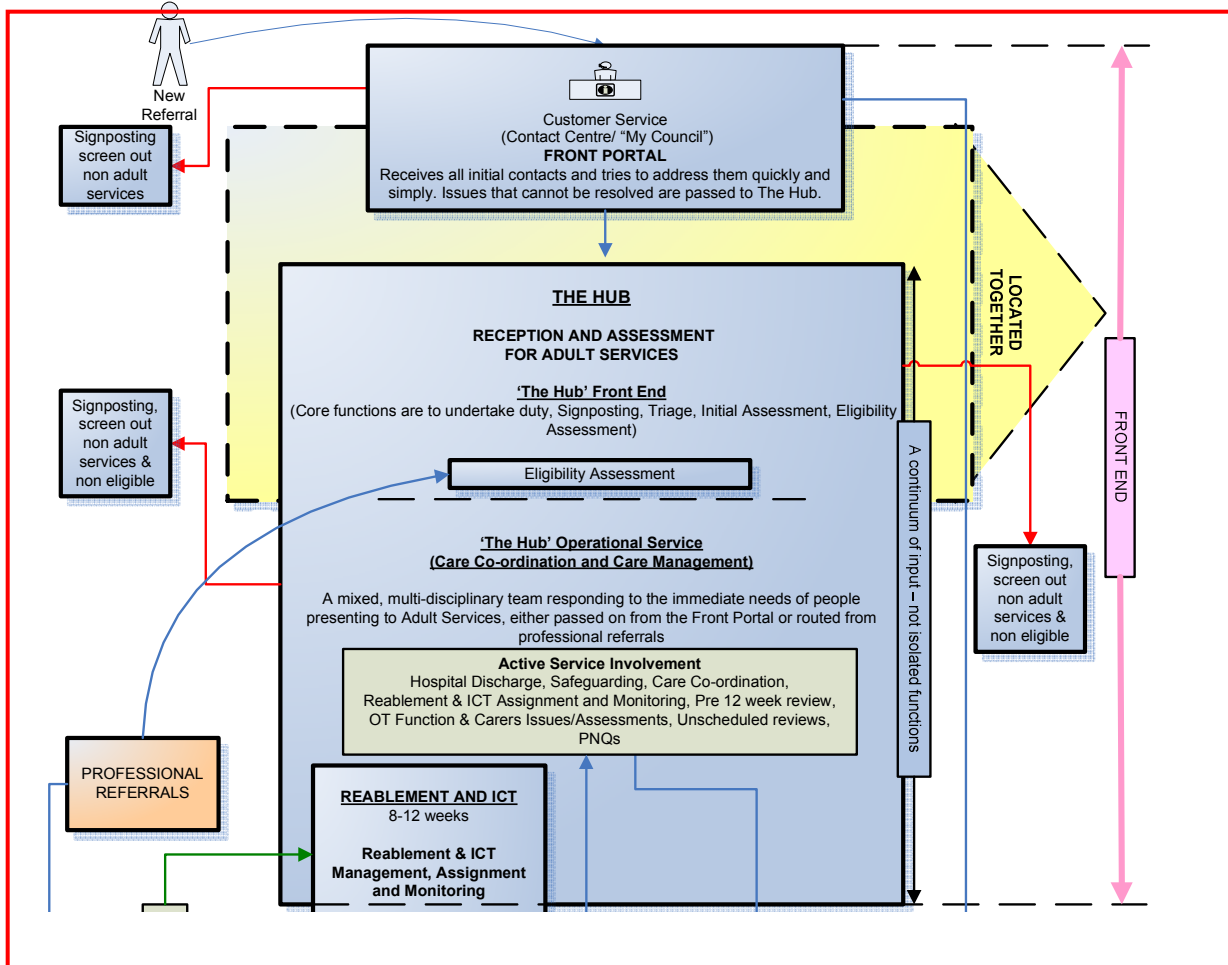 New
Referral
Customer Service
(Contact Centre/ “My Council”)
FRONT PORTAL
Receives all initial contacts and tries to address them quickly and
simply. Issues that cannot be resolved are passed to The Hub.
Signposting
screen out
non adult
services
LOCATED
TOGETHER
FRONT END
THE HUB
RECEPTION AND ASSESSMENT
FOR ADULT SERVICES
‘The Hub’ Front End
(Core functions are to undertake duty, Signposting, Triage, Initial Assessment, Eligibility
Assessment)
Eligibility Assessment
Signposting,
screen out
non adult
services &
non eligible
‘The Hub’ Operational Service
(Care Co-ordination and Care Management)
A mixed, multi-disciplinary team responding to the immediate needs of people
presenting to Adult Services, either passed on from the Front Portal or routed from
professional referrals
A continuum of input – not isolated functions
Signposting,
screen out
non adult
services &
non eligible
Active Service Involvement
Hospital Discharge, Safeguarding, Care Co-ordination,
Reablement & ICT Assignment and Monitoring, Pre 12 week review,
OT Function & Carers Issues/Assessments, Unscheduled reviews,
PNQs
PROFESSIONAL
REFERRALS
REABLEMENT AND ICT
8-12 weeks
Reablement & ICT
Management, Assignment
and Monitoring